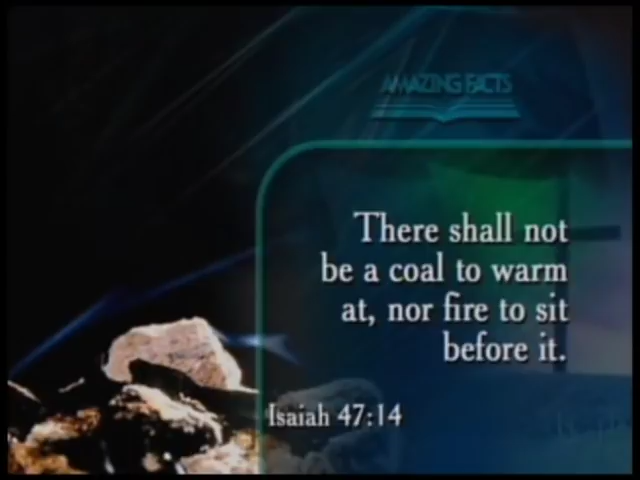 AMAZING FACTS
There shall not
be a coal to warm
at, nor fire to sit
before it.
Isaiah 47:14